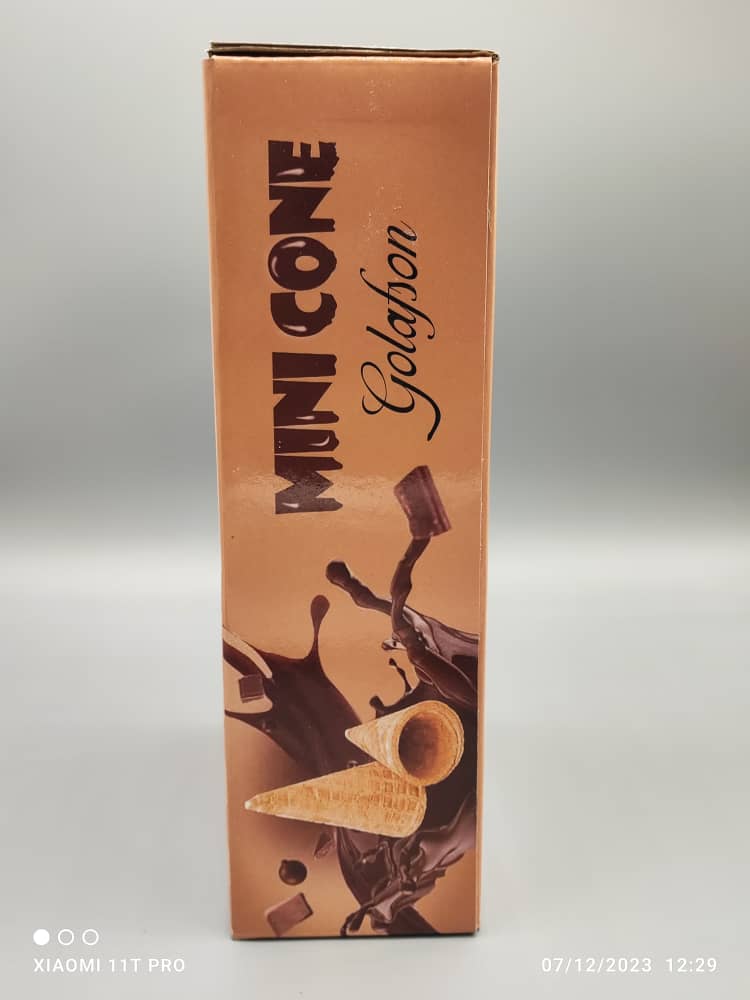 MINI CONE
Golafson
XIAOMI 11T PRO
07/12/2023 12:29